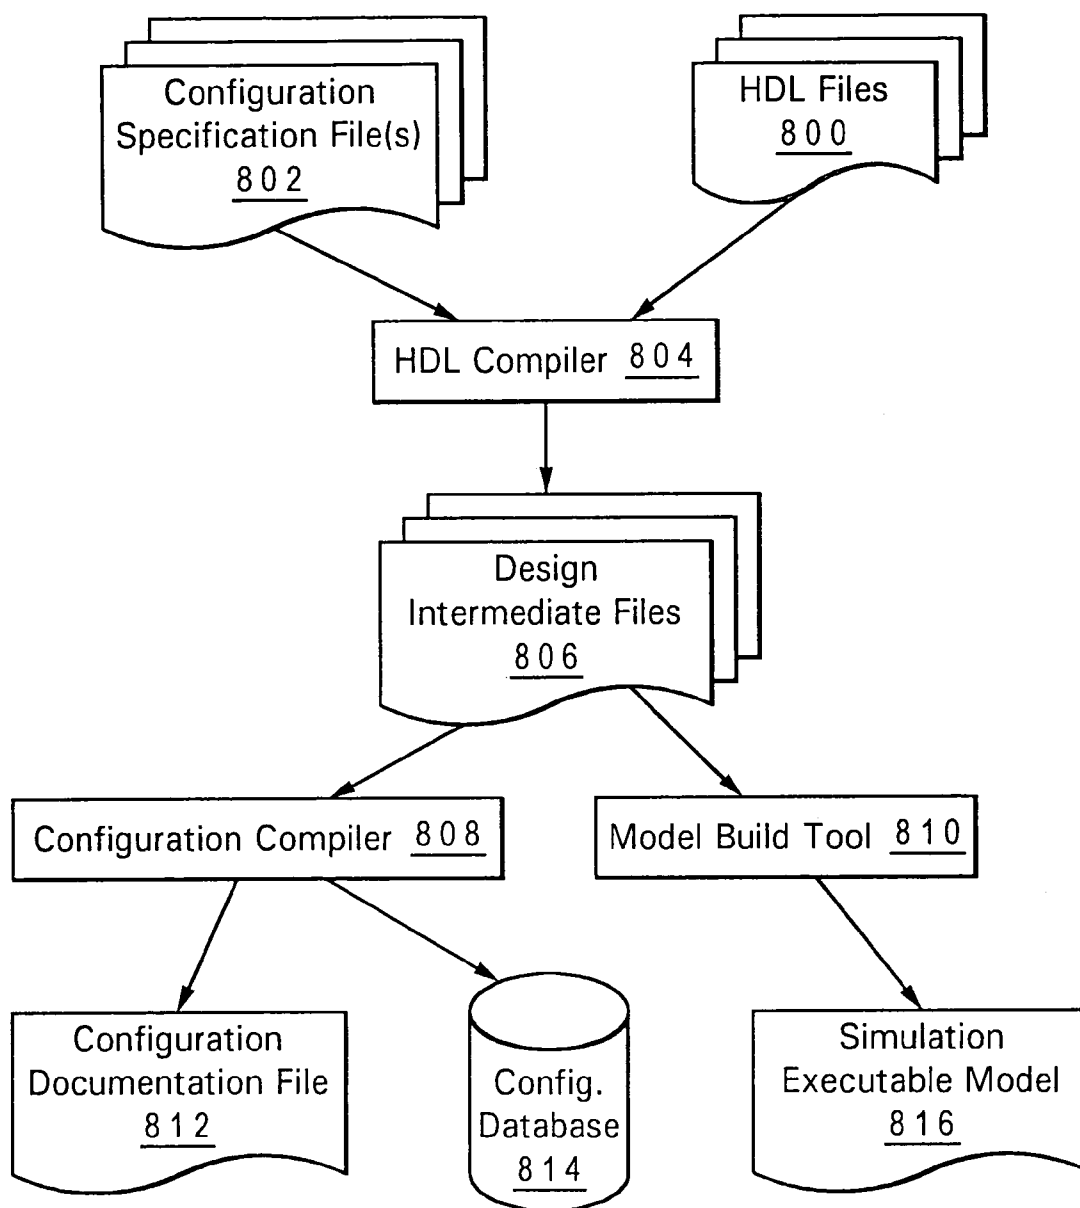 Configuration
Specification File(s)
802
HDL Files
800
HDL Compiler 804
Design
Intermediate Files
806
Configuration Compiler 808
Model Build Tool 810
Configuration
Documentation File
812
Config.
Database
814
Simulation
Executable Model
816